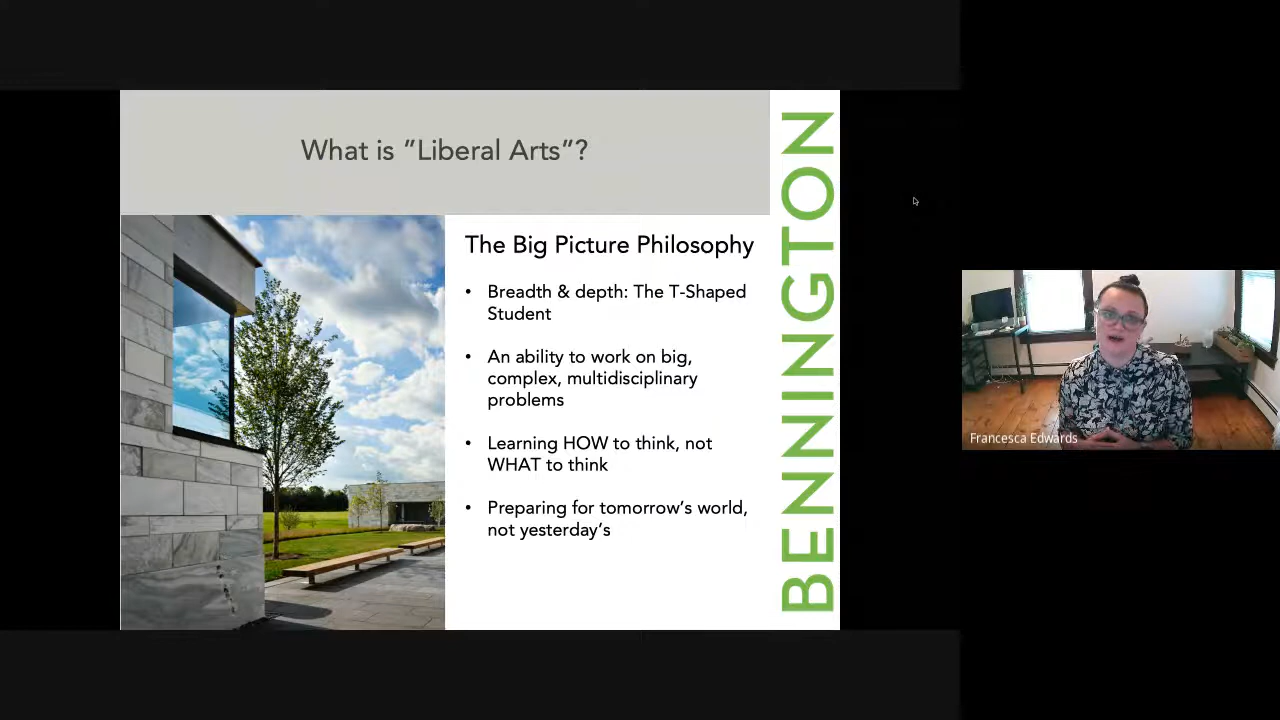 What is ”Liberal Arts”?
The Big Picture Philosophy
• Breadth & depth: The T-Shaped
Student
• An ability to work on big,
complex, multidisciplinary
problems
• Learning HOW to think, not
WHAT to think
• Preparing for tomorrow’s world,
not yesterday’s
BENNINGTON
Francesca Edwards